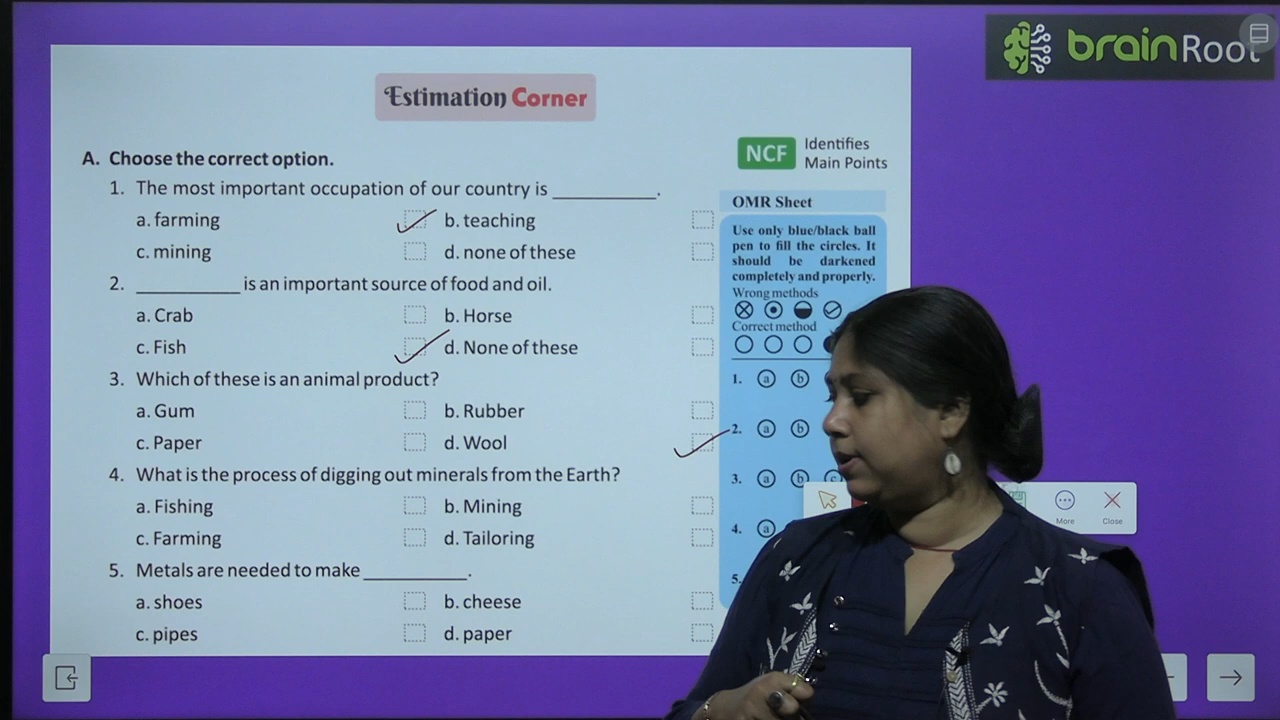 brainRoot
Estimation Corner
A. Choose the correct option.
NCF Identifies
Main Points
1. The most important occupation of our country is __________.
a. farming b. teaching
c. mining d. none of these
2. __________ is an important source of food and oil.
a. Crab b. Horse
c. Fish d. None of these
3. Which of these is an animal product?
a. Gum b. Rubber
c. Paper d. Wool
4. What is the process of digging out minerals from the Earth?
a. Fishing b. Mining
c. Farming d. Tailoring
5. Metals are needed to make __________.
a. shoes b. cheese
c. pipes d. paper
OMR Sheet
Use only blue/black ball
pen to fill the circles. It
should be darkened
completely and properly.
Wrong methods
Correct method
1. a b
2. a b
3. a b c
4. a
5.
More Close